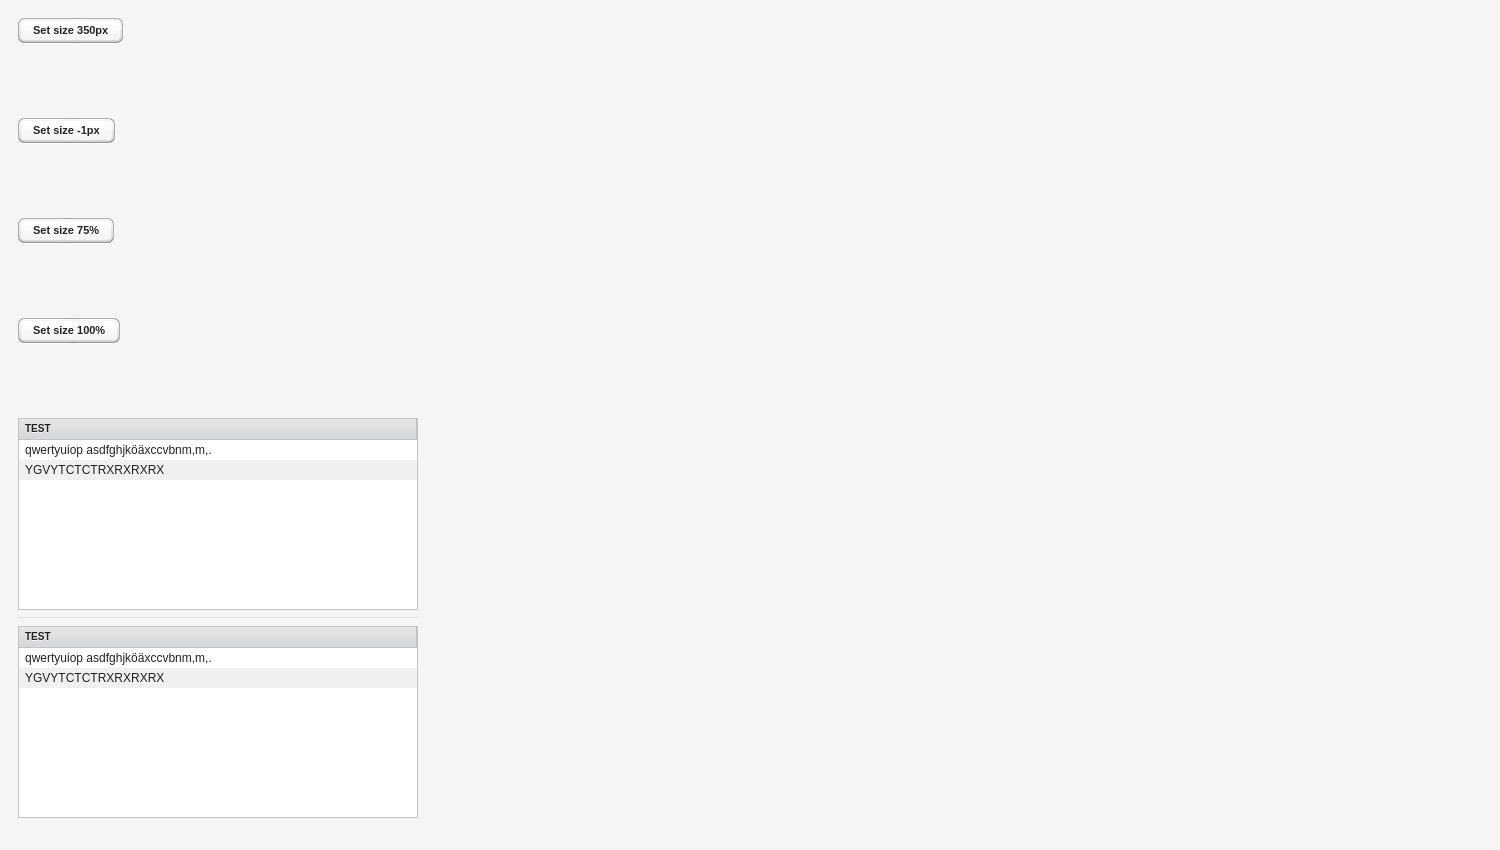 Set size 350px
Set size -1px
Set size 75%
Set size 100%
TEST
qwertyuiop asdfghjköäxccvbnm,m,.
YGVYTCTCTRXRXRXRX
TEST
qwertyuiop asdfghjköäxccvbnm,m,.
YGVYTCTCTRXRXRXRX